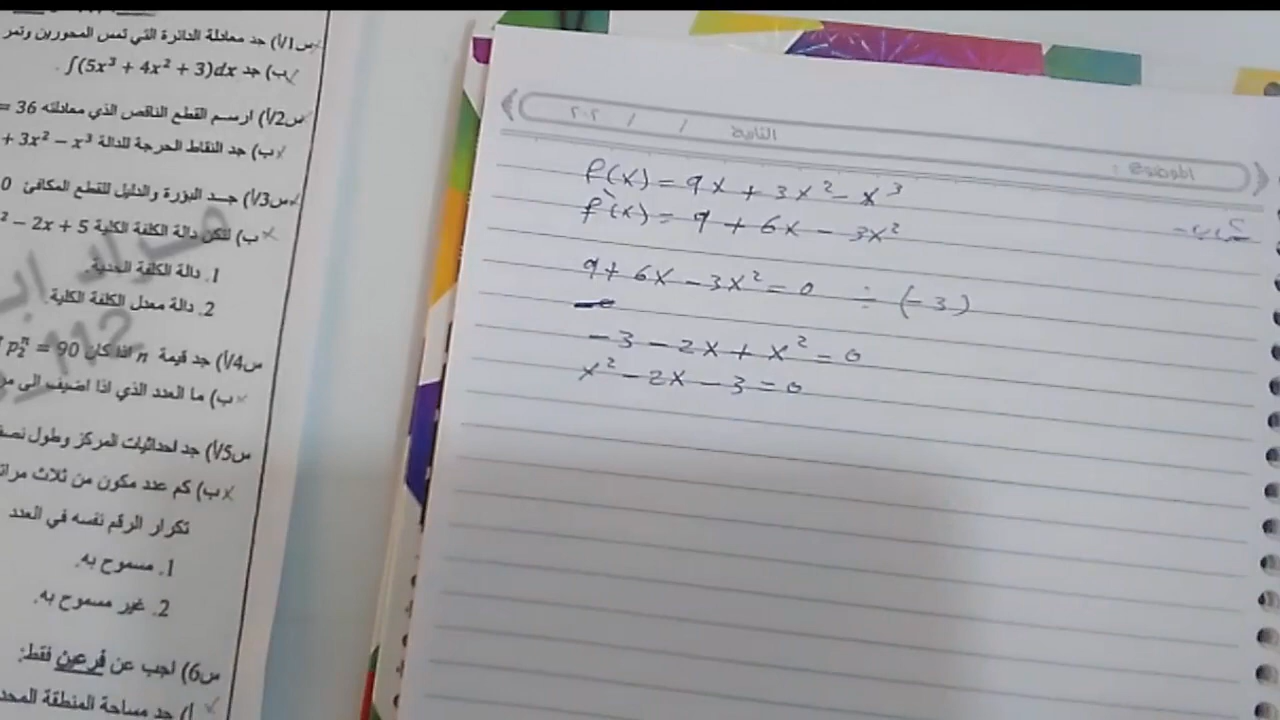 س1/أ) جد معادلة الدائرة التي تمس المحورين وتمر
ب) جد ∫(5x³ + 4x² + 3)dx .
س2/أ) ارسم القطع الناقص الذي معادلته 36 =
ب) جد النقاط الحرجة للدالة + 3x² − x³
س3/أ) جد البؤرة والدليل للقطع المكافئ 0
ب) لتكن دالة الكلفة الكلية ² − 2x + 5
1. دالة الكلفة الحدية.
2. دالة معدل الكلفة الكلية
س4/أ) جد قيمة n اذا كان pⁿ₂ = 90
ب) ما العدد الذي اذا اضيف الى
س5/أ) جد احداثيات المركز وطول
ب) كم عدد مكون من ثلاث
تكرار الرقم نفسه في العدد
1. مسموح به.
2. غير مسموح به.
س6) اجب عن فرعين فقط:
أ) جد مساحة المنطقة
الموضوع :
التاريخ / / ٢٠٢
f(x) = 9x + 3x² − x³
f`(x) = 9 + 6x − 3x²
9 + 6x − 3x² = 0 ÷ (−3)
−3 − 2x + x² = 0
x² − 2x − 3 = 0